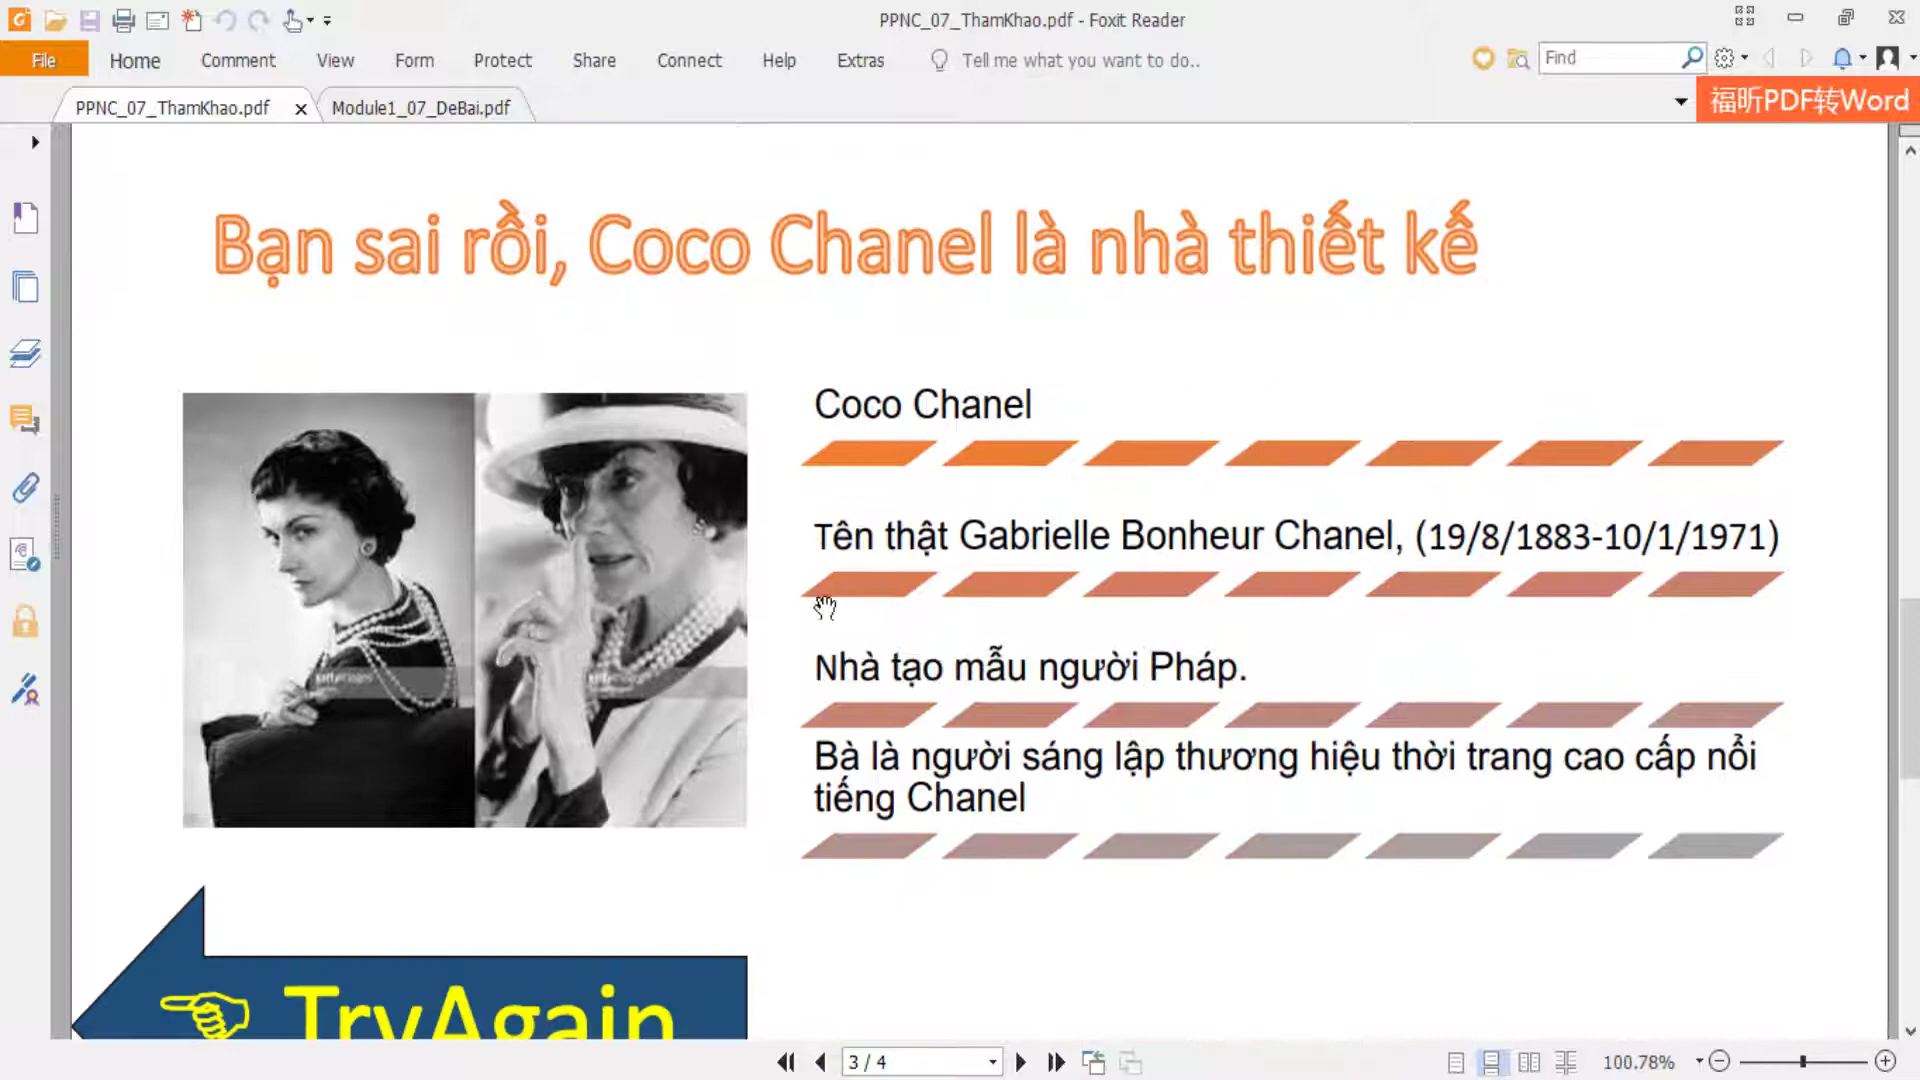 PPNC_07_ThamKhao.pdf - Foxit Reader
File Home Comment View Form Protect Share Connect Help Extras Tell me what you want to do.. Find
PPNC_07_ThamKhao.pdf Module1_07_DeBai.pdf
福昕PDF转Word
Bạn sai rồi, Coco Chanel là nhà thiết kế
Coco Chanel
Tên thật Gabrielle Bonheur Chanel, (19/8/1883-10/1/1971)
Nhà tạo mẫu người Pháp.
Bà là người sáng lập thương hiệu thời trang cao cấp nổi
tiếng Chanel
TryAgain
3 / 4
100.78%